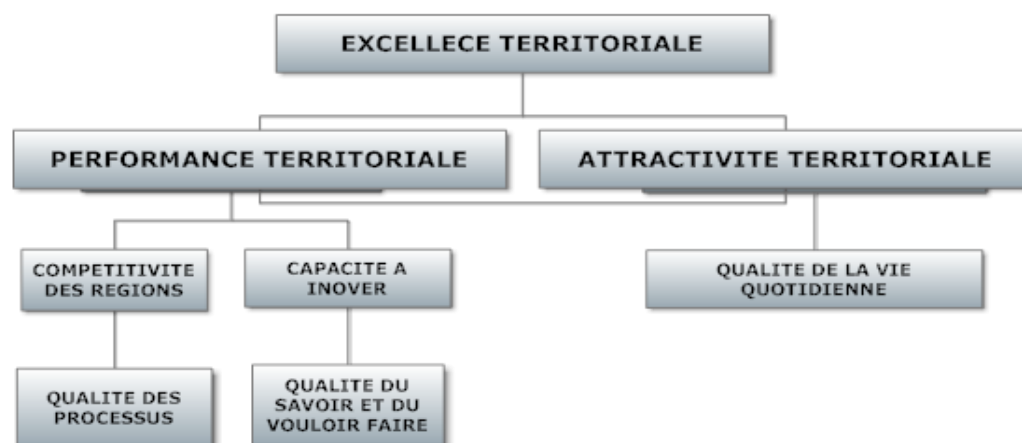 EXCELLECE TERRITORIALE
PERFORMANCE TERRITORIALE
ATTRACTIVITE TERRITORIALE
COMPETITIVITE
DES REGIONS
CAPACITE A
INOVER
QUALITE DE LA VIE
QUOTIDIENNE
QUALITE DES
PROCESSUS
QUALITE DU
SAVOIR ET DU
VOULOIR FAIRE